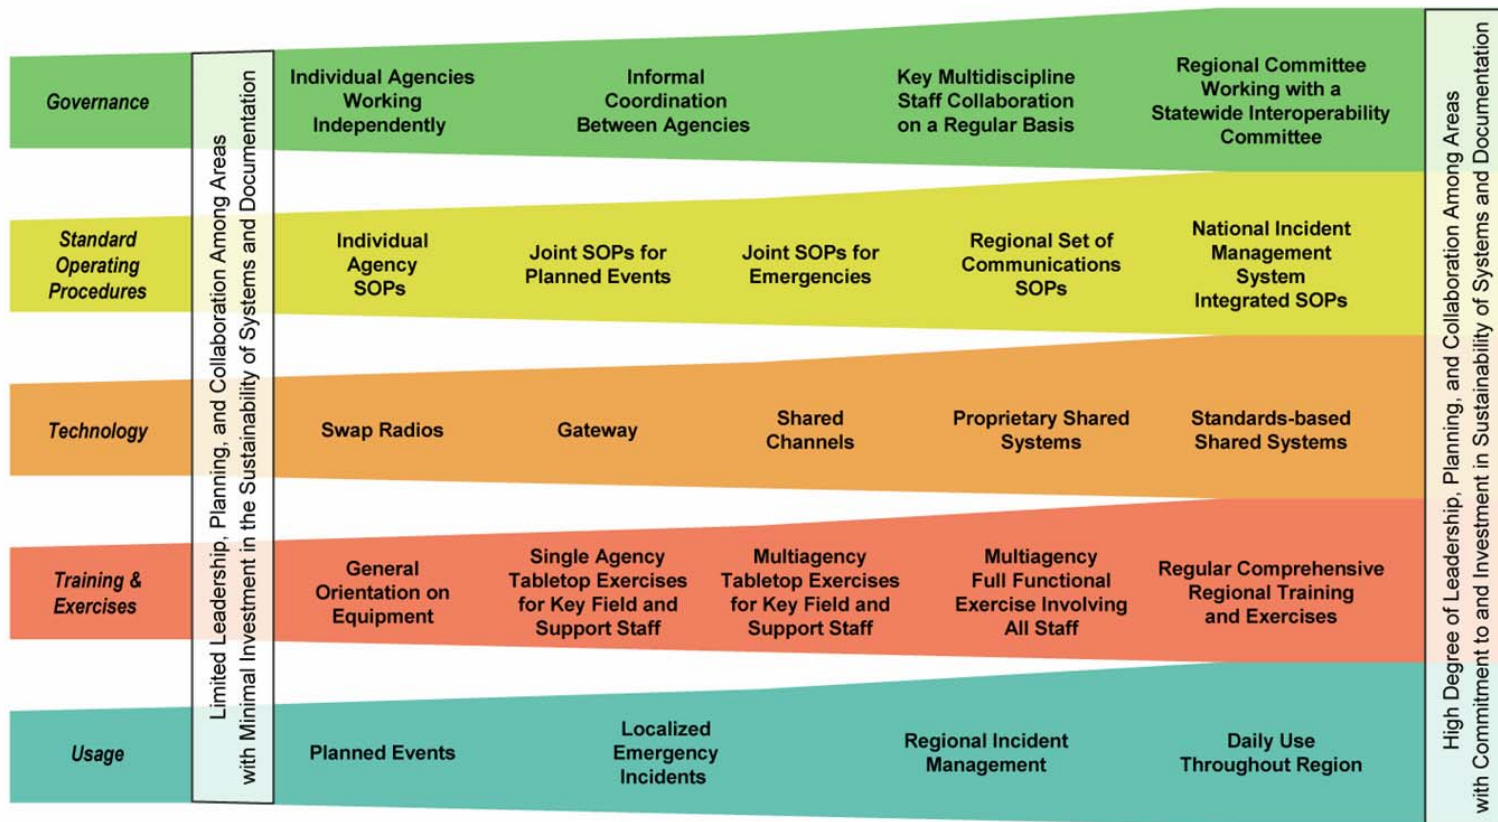 Governance
Individual Agencies
Working
Independently
Informal
Coordination
Between Agencies
Key Multidiscipline
Staff Collaboration
on a Regular Basis
Regional Committee
Working with a
Statewide Interoperability
Committee
Standard
Operating
Procedures
Individual
Agency
SOPs
Joint SOPs for
Planned Events
Joint SOPs for
Emergencies
Regional Set of
Communications
SOPs
National Incident
Management
System
Integrated SOPs
Technology
Swap Radios
Gateway
Shared
Channels
Proprietary Shared
Systems
Standards-based
Shared Systems
Training &
Exercises
General
Orientation on
Equipment
Single Agency
Tabletop Exercises
for Key Field and
Support Staff
Multiagency
Tabletop Exercises
for Key Field and
Support Staff
Multiagency
Full Functional
Exercise Involving
All Staff
Regular Comprehensive
Regional Training
and Exercises
Usage
Planned Events
Localized
Emergency
Incidents
Regional Incident
Management
Daily Use
Throughout Region
Limited Leadership, Planning, and Collaboration Among Areas
with Minimal Investment in the Sustainability of Systems and Documentation
High Degree of Leadership, Planning, and Collaboration Among Areas
with Commitment to and Investment in Sustainability of Systems and Documentation